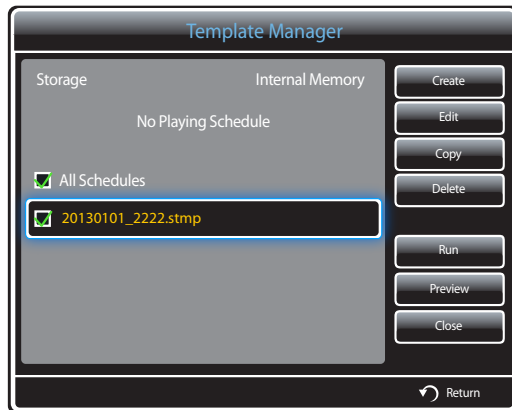 Template Manager
Storage Internal Memory
No Playing Schedule
All Schedules
20130101_2222.stmp
Create
Edit
Copy
Delete
Run
Preview
Close
Return